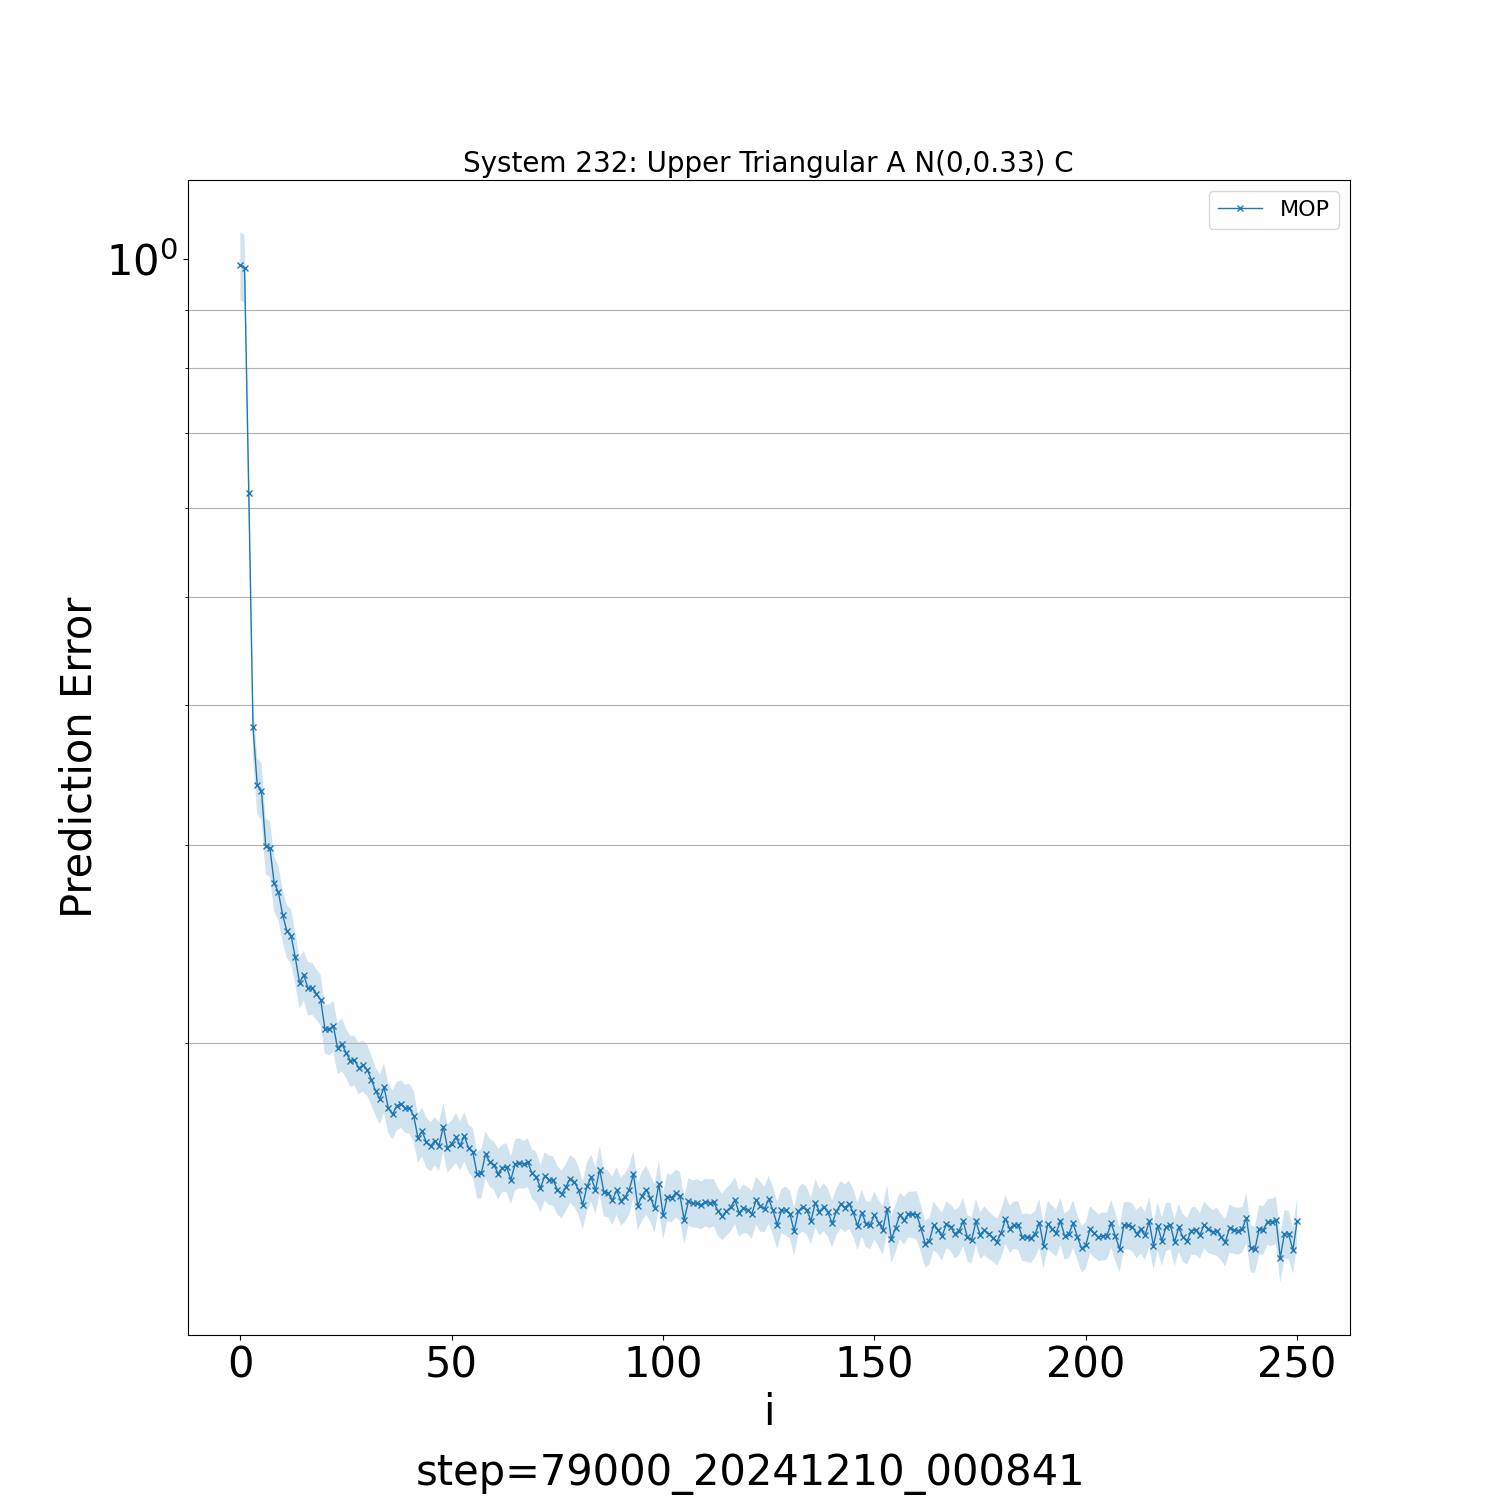 System 232: Upper Triangular A N(0,0.33) C
MOP
10⁰
Prediction Error
0 50 100 150 200 250
i
step=79000_20241210_000841